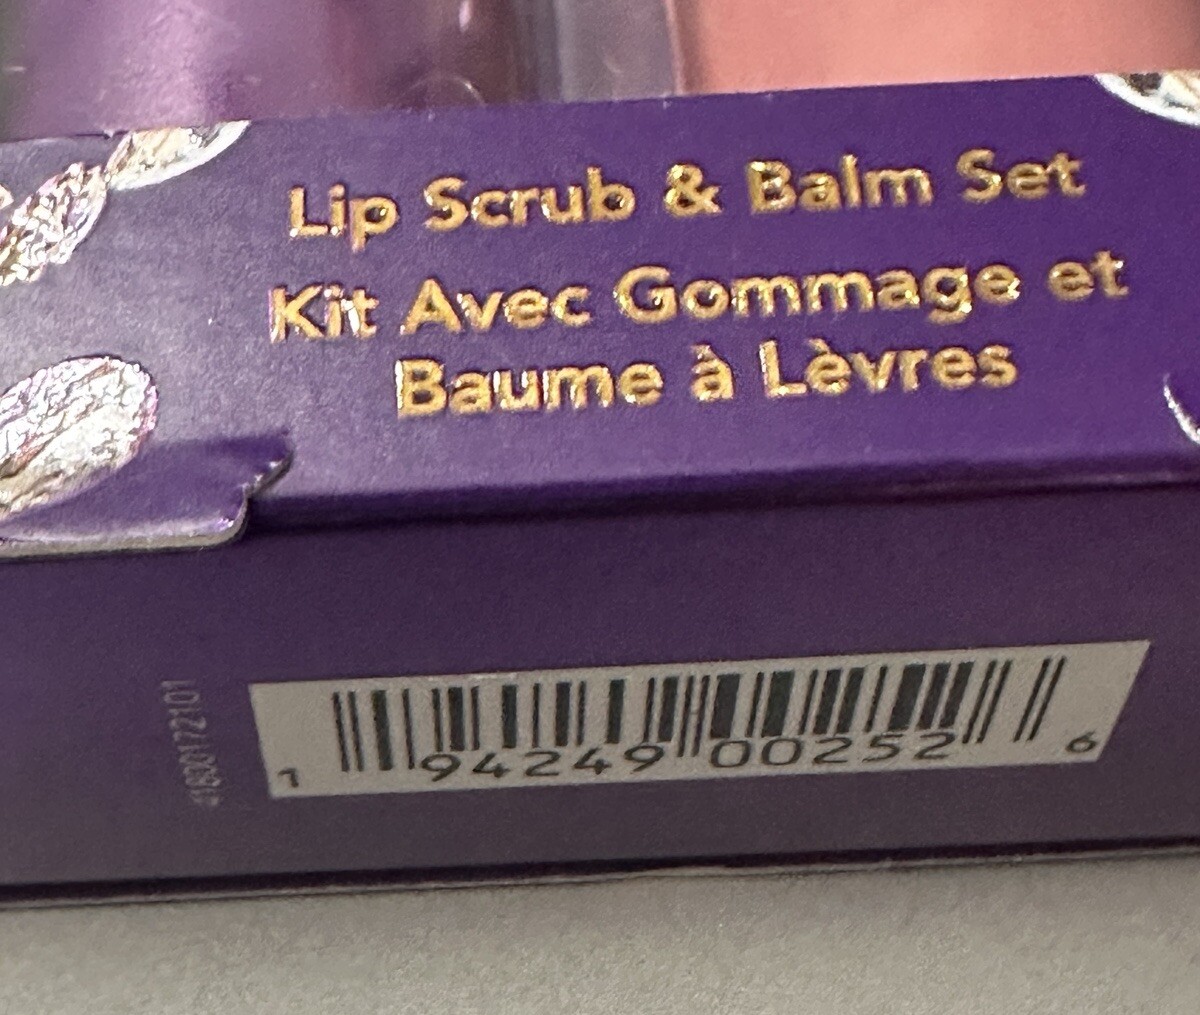 Lip Scrub & Balm Set
Kit Avec Gommage et
Baume à Lèvres
1 94249 00252 6